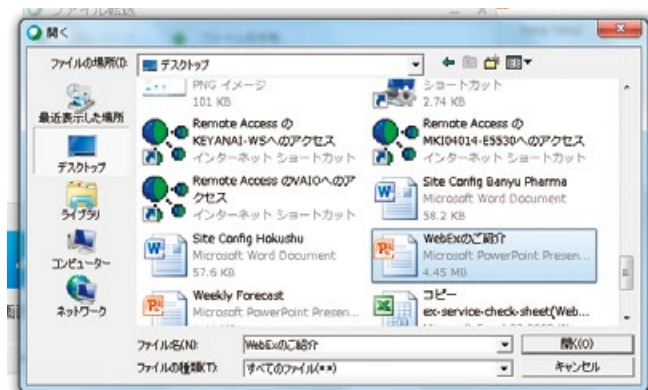 ファイル転送
開く
ファイルの場所(I):
デスクトップ
最近表示した場所
デスクトップ
ライブラリ
コンピューター
ネットワーク
PNG イメージ
101 KB
ショートカット
2.74 KB
Remote Access の
KEYANAI-WSへのアクセス
インターネット ショートカット
Remote Access の
MKI04014-E5530へのアクセス
インターネット ショートカット
Remote Access のVAIOへのア
クセス
インターネット ショートカット
Site Config Banyu Pharma
Microsoft Word Document
58.2 KB
Site Config Hokushu
Microsoft Word Document
57.6 KB
WebExのご紹介
Microsoft PowerPoint Presen...
4.45 MB
Weekly Forecast
Microsoft PowerPoint Presen...
コピー
ex-service-check-sheet(Web...
ファイル名(N):
WebExのご紹介
開く(O)
ファイルの種類(T):
すべてのファイル(*.*)
キャンセル